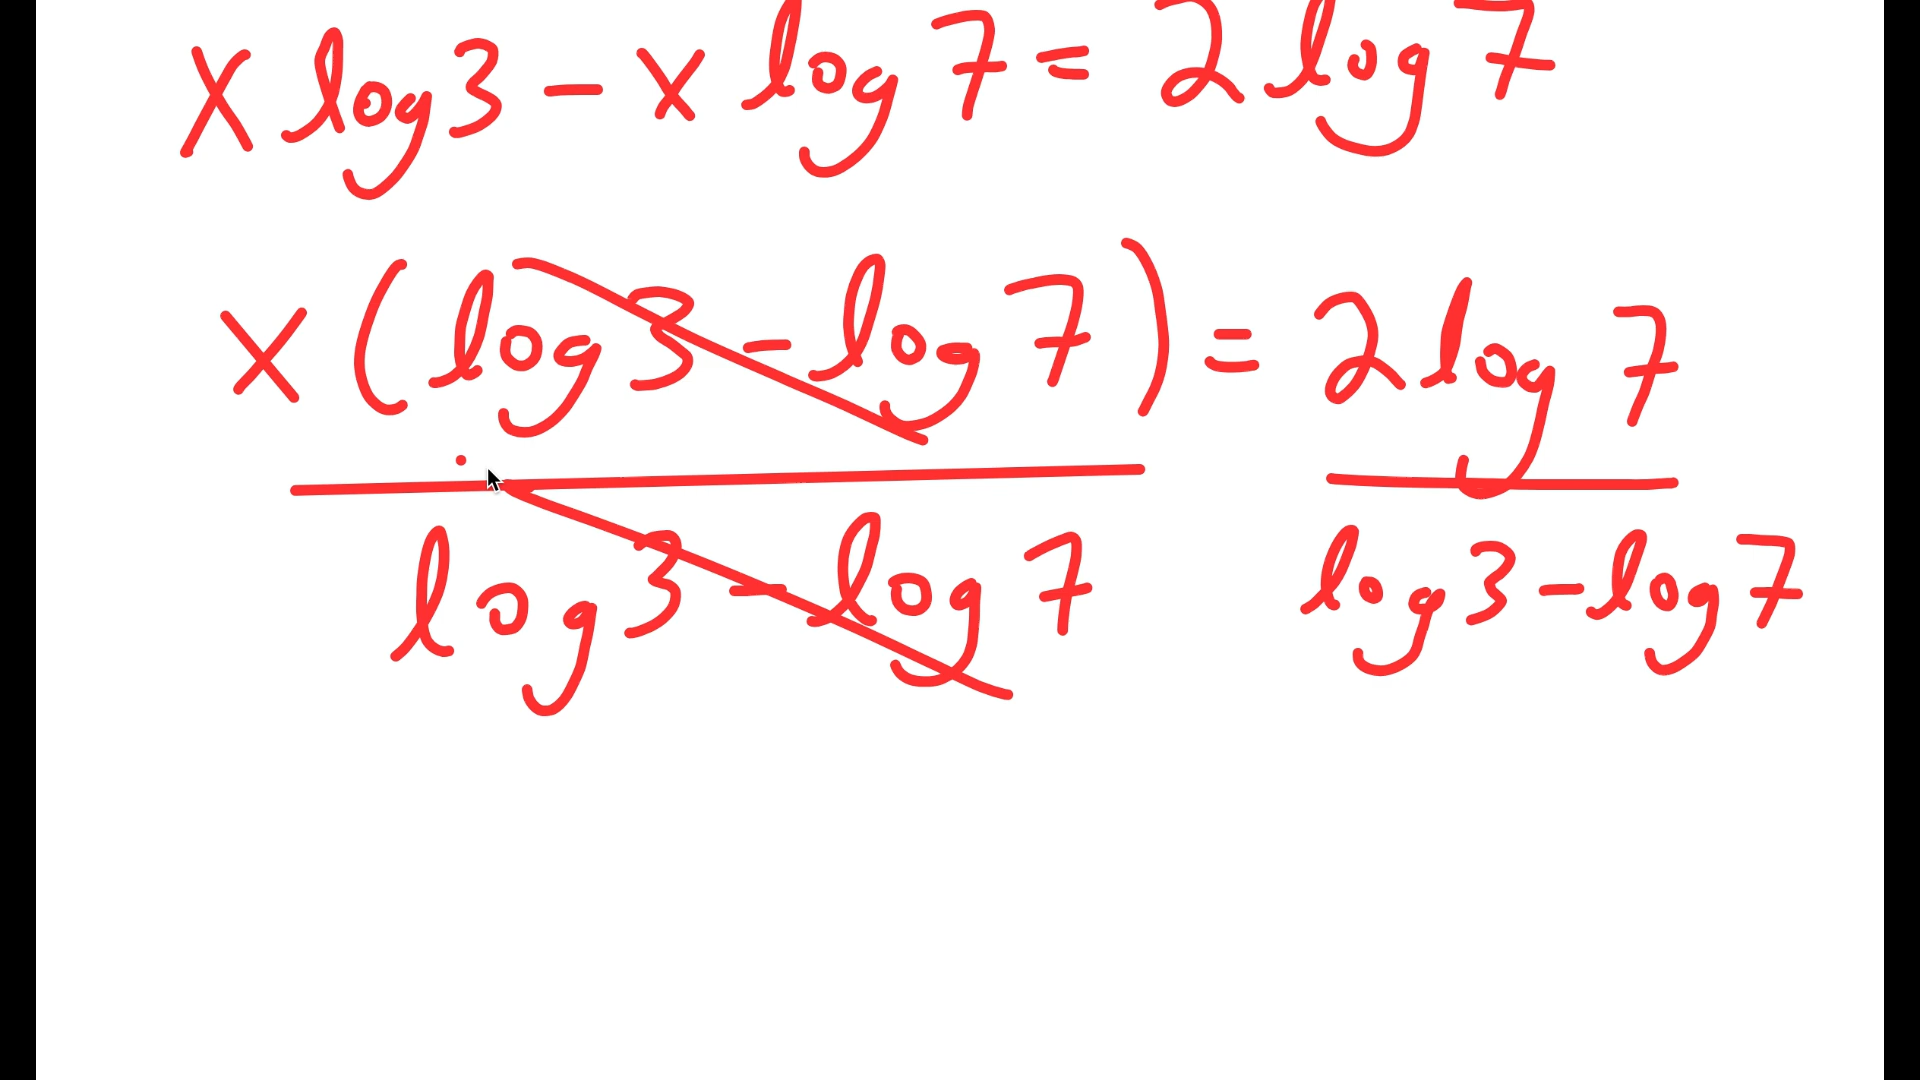 x log 3 - x log 7 = 2 log 7
x (log 3 - log 7) = 2 log 7
log 3 - log 7 log 3 - log 7